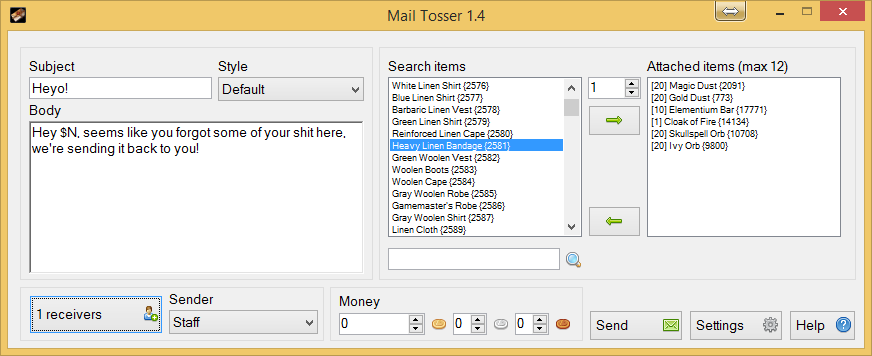 Mail Tosser 1.4
Subject
Style
Heyo!
Default
Body
Hey $N, seems like you forgot some of your shit here,
we're sending it back to you!
Search items
White Linen Shirt {2576}
Blue Linen Shirt {2577}
Barbaric Linen Vest {2578}
Green Linen Shirt {2579}
Reinforced Linen Cape {2580}
Heavy Linen Bandage {2581}
Green Woolen Vest {2582}
Woolen Boots {2583}
Woolen Cape {2584}
Gray Woolen Robe {2585}
Gamemaster's Robe {2586}
Gray Woolen Shirt {2587}
Linen Cloth {2589}
1
Attached items (max 12)
[20] Magic Dust {2091}
[20] Gold Dust {773}
[10] Elementium Bar {17771}
[1] Cloak of Fire {14134}
[20] Skullspell Orb {10708}
[20] Ivy Orb {9800}
1 receivers
Sender
Staff
Money
0
0
0
Send
Settings
Help